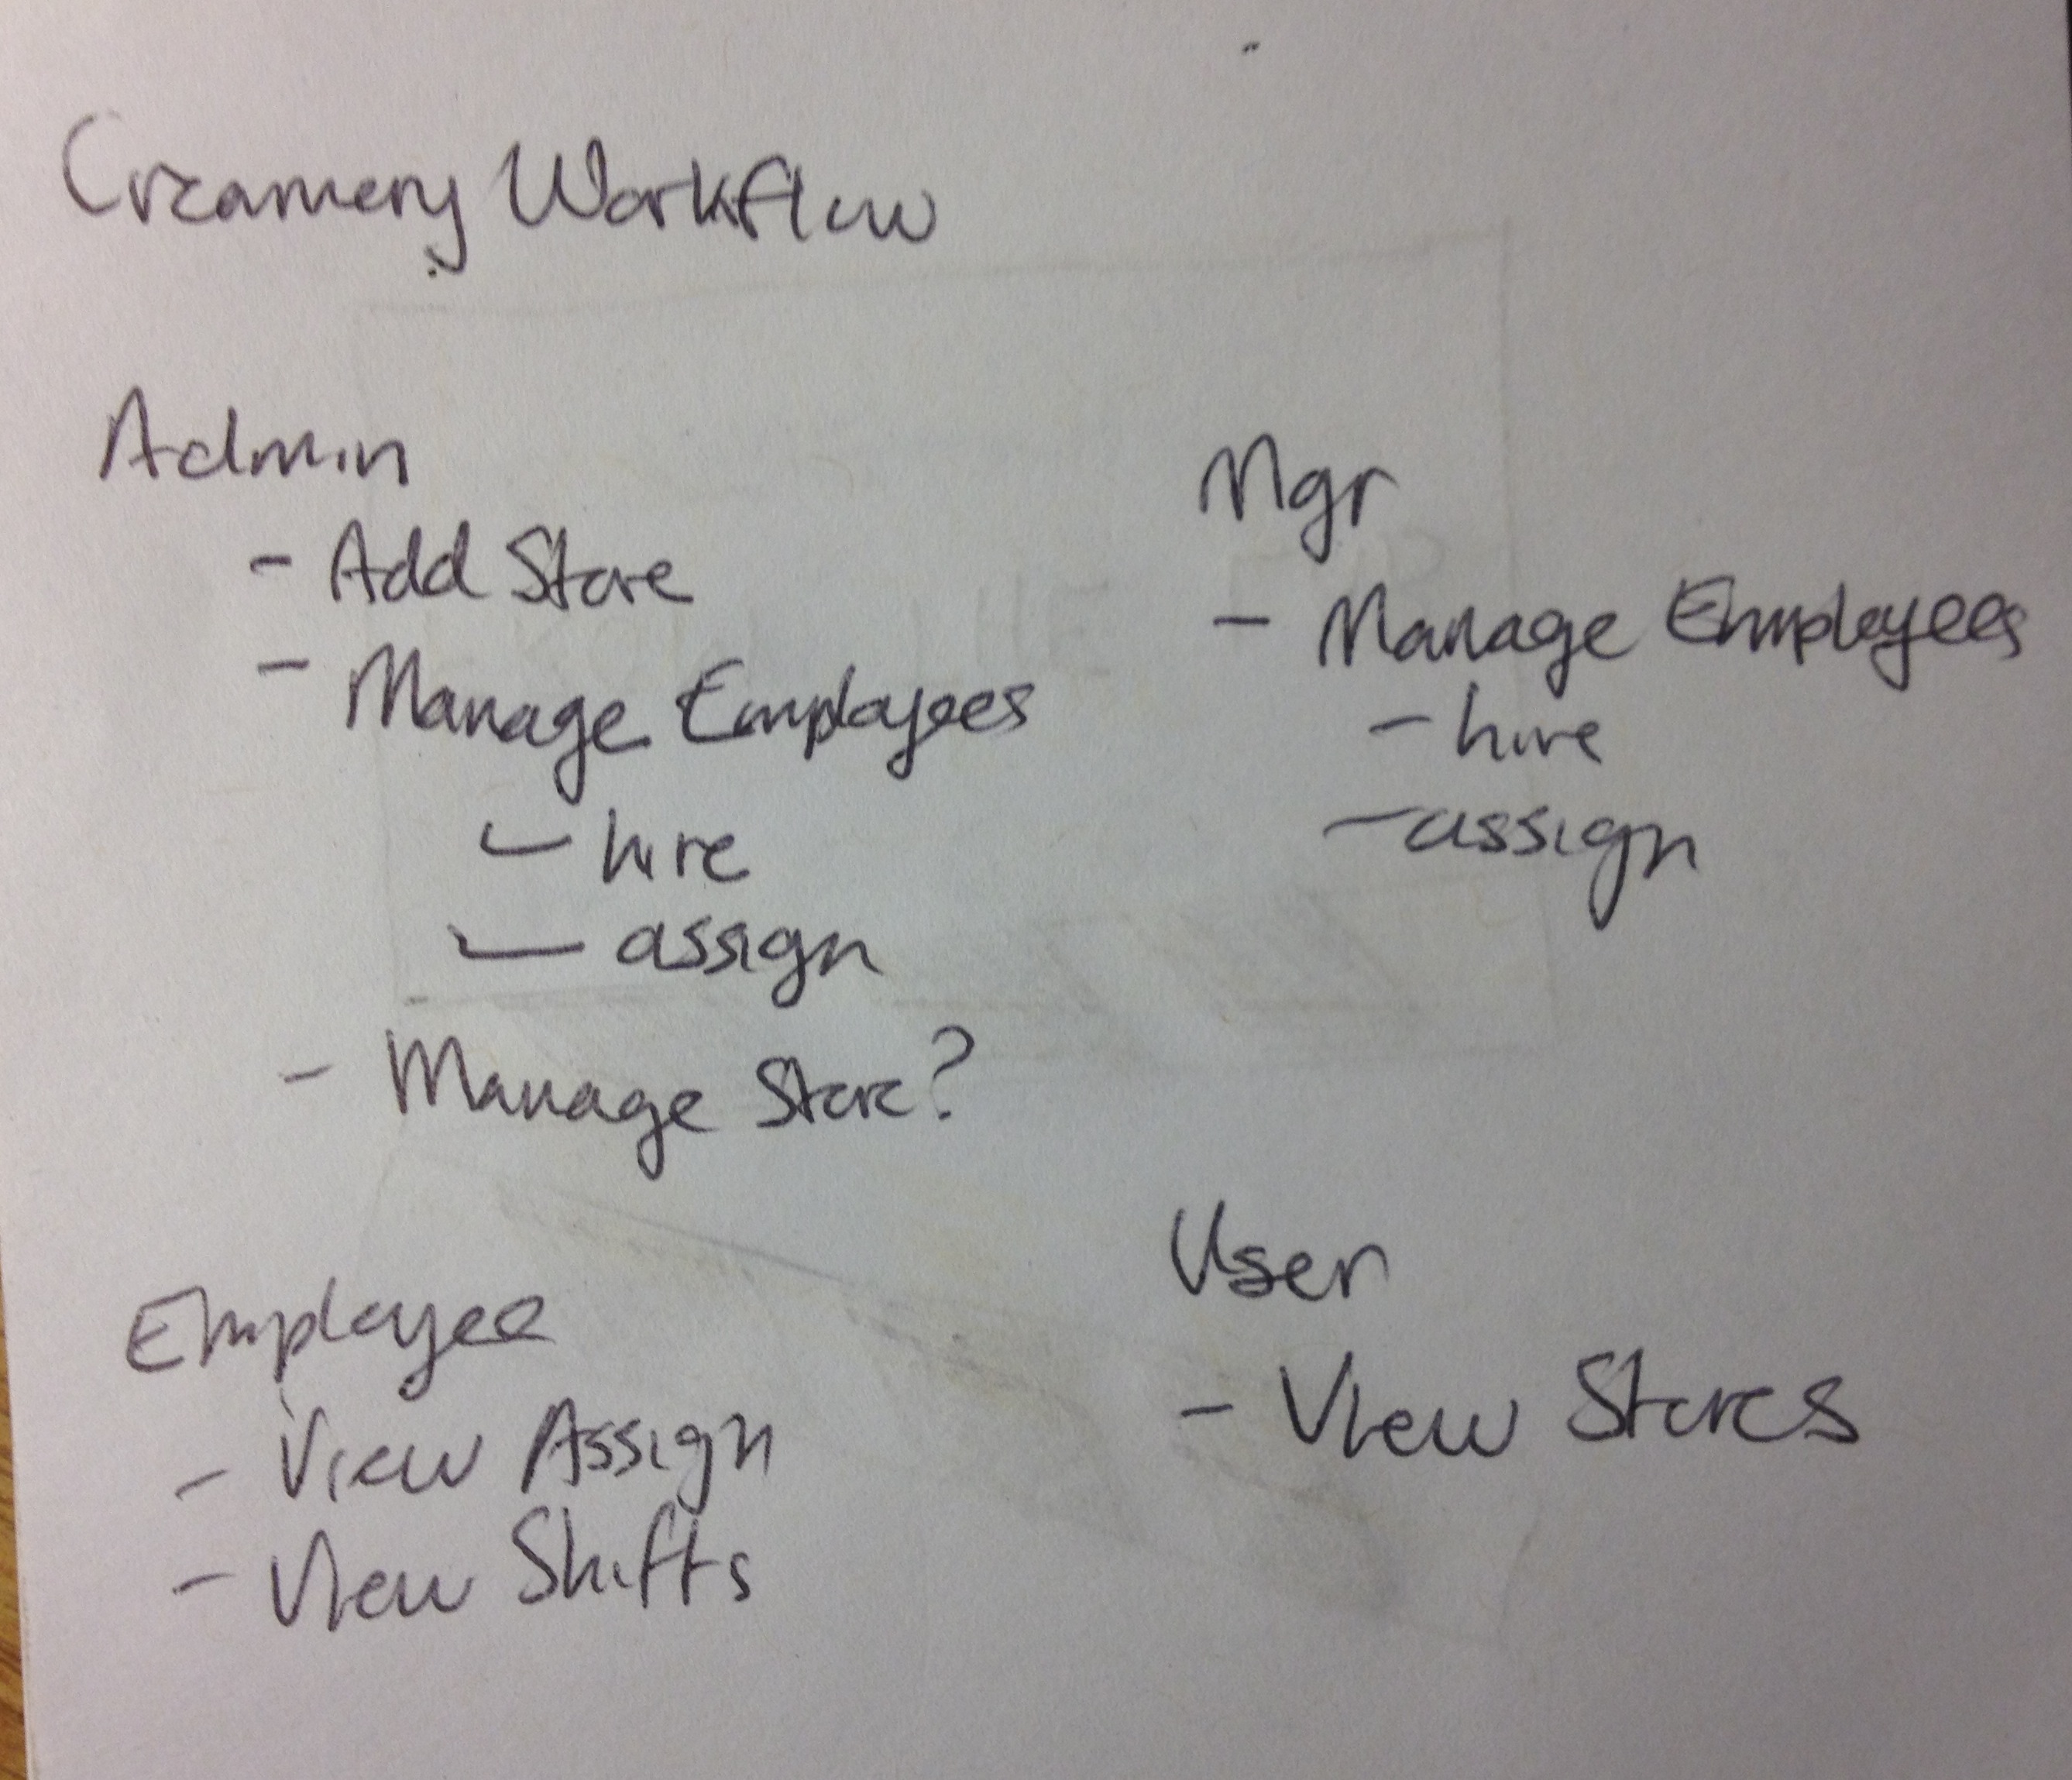 Creamery Workflow
Admin
- Add Store
- Manage Employees
- hire
- assign
- Manage Store?
Mgr
- Manage Employees
- hire
- assign
Employee
- View Assign
- View Shifts
User
- View Stores